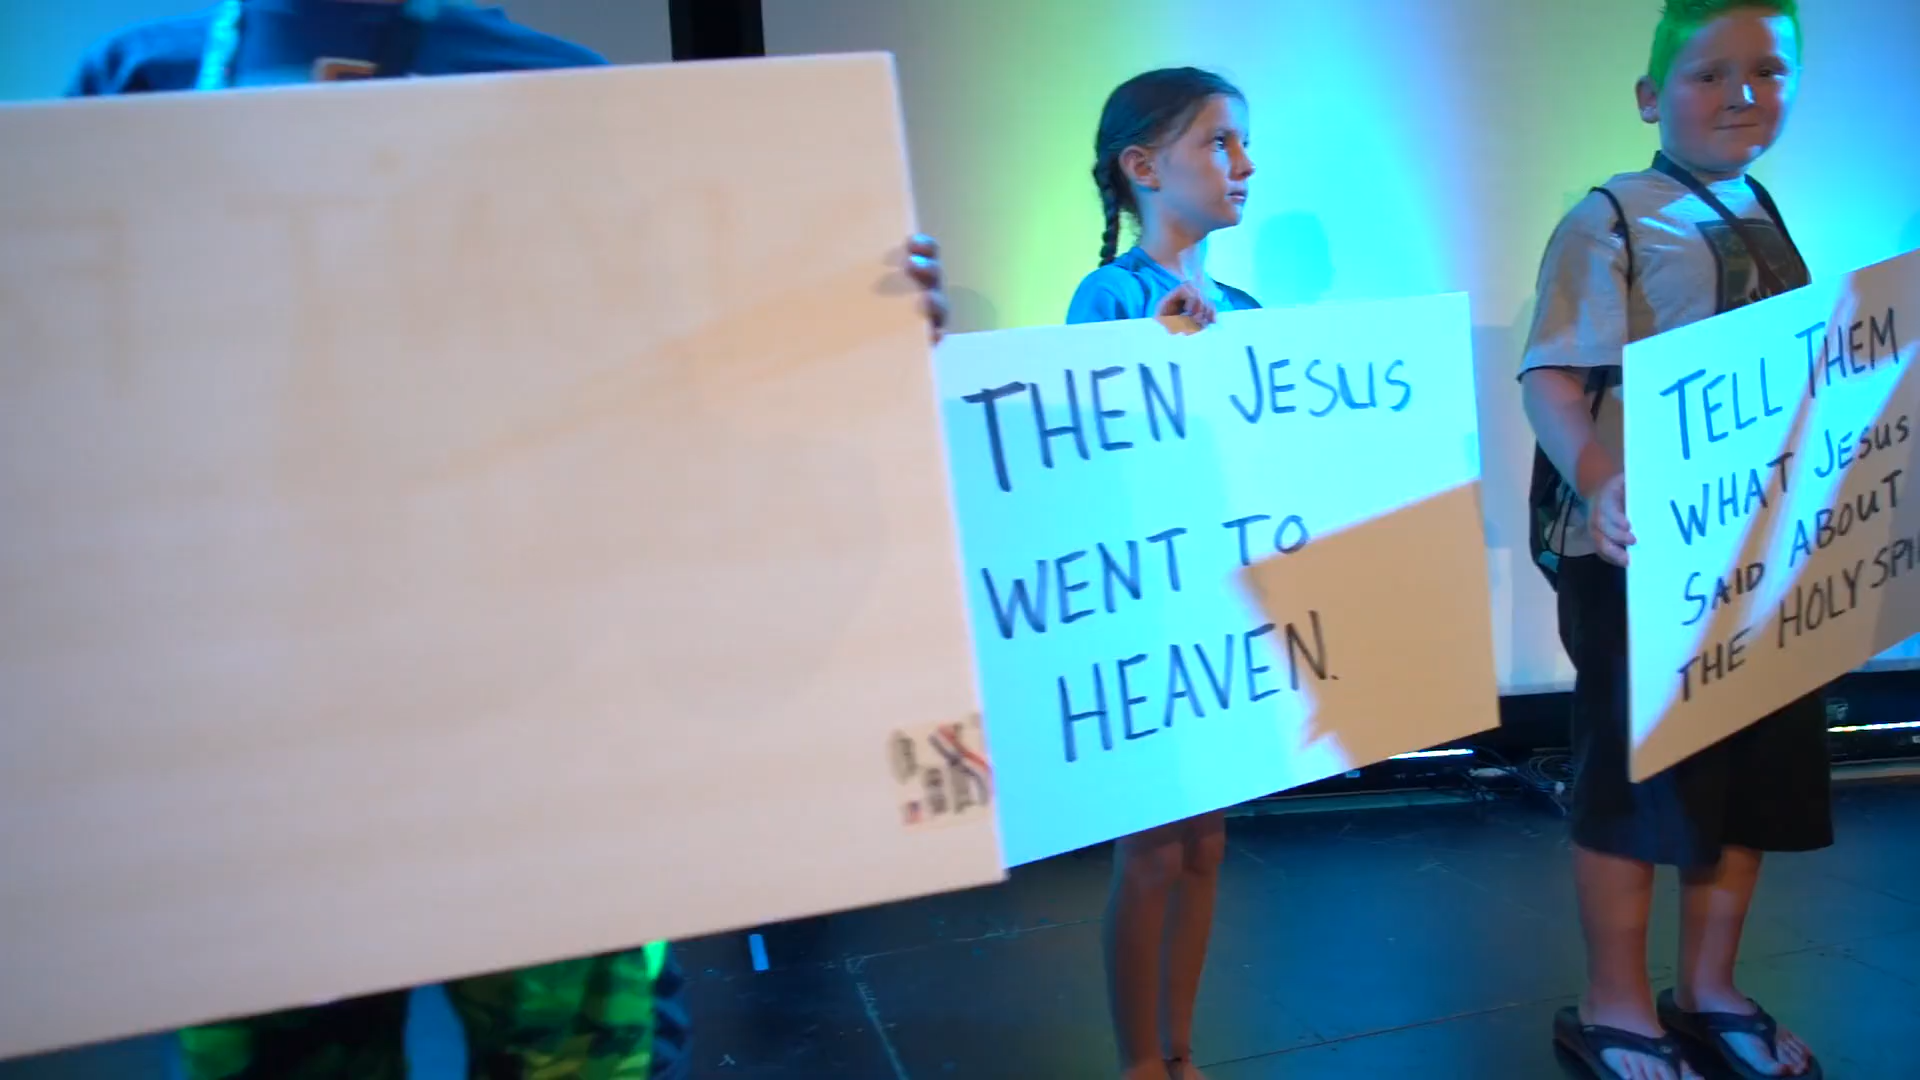 THEN JESUS
WENT TO
HEAVEN.
TELL THEM
WHAT JESUS
SAID ABOUT
THE HOLY